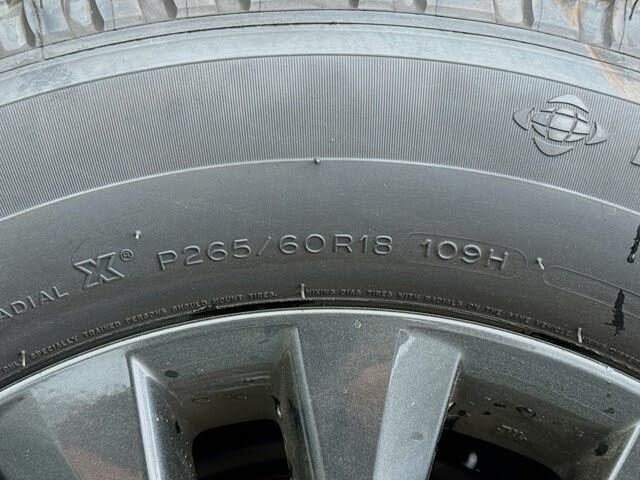 RADIAL X® P265/60R18 109H
SPECIALLY TRAINED PERSONS SHOULD MOUNT TIRES. MIXING BIAS TIRES WITH RADIALS ON THE SAME VEHICLE